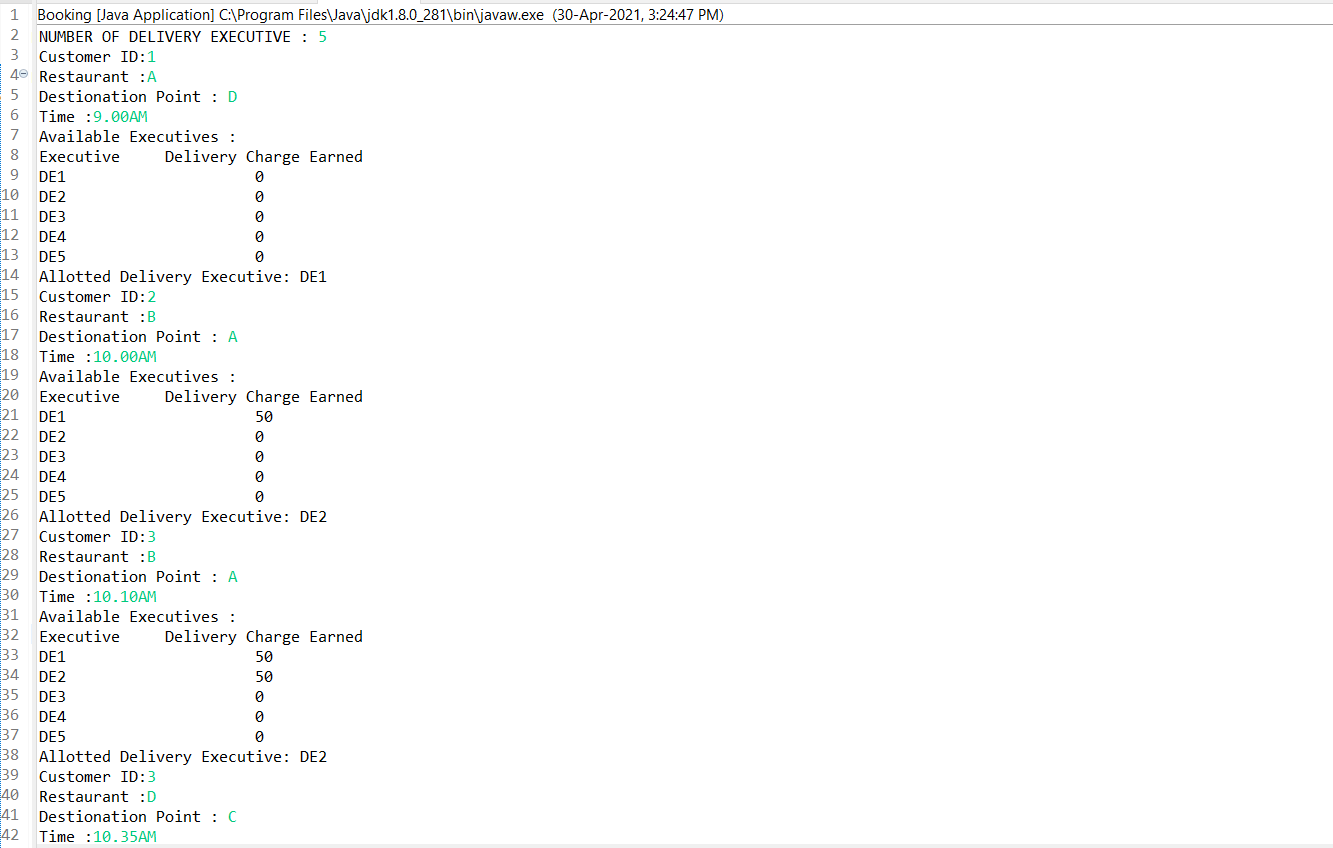 1 Booking [Java Application] C:\Program Files\Java\jdk1.8.0_281\bin\javaw.exe (30-Apr-2021, 3:24:47 PM)
2 NUMBER OF DELIVERY EXECUTIVE : 5
3 Customer ID:1
4 Restaurant :A
5 Destionation Point : D
6 Time :9.00AM
7 Available Executives :
8 Executive Delivery Charge Earned
9 DE1 0
10 DE2 0
11 DE3 0
12 DE4 0
13 DE5 0
14 Allotted Delivery Executive: DE1
15 Customer ID:2
16 Restaurant :B
17 Destionation Point : A
18 Time :10.00AM
19 Available Executives :
20 Executive Delivery Charge Earned
21 DE1 50
22 DE2 0
23 DE3 0
24 DE4 0
25 DE5 0
26 Allotted Delivery Executive: DE2
27 Customer ID:3
28 Restaurant :B
29 Destionation Point : A
30 Time :10.10AM
31 Available Executives :
32 Executive Delivery Charge Earned
33 DE1 50
34 DE2 50
35 DE3 0
36 DE4 0
37 DE5 0
38 Allotted Delivery Executive: DE2
39 Customer ID:3
40 Restaurant :D
41 Destionation Point : C
42 Time :10.35AM